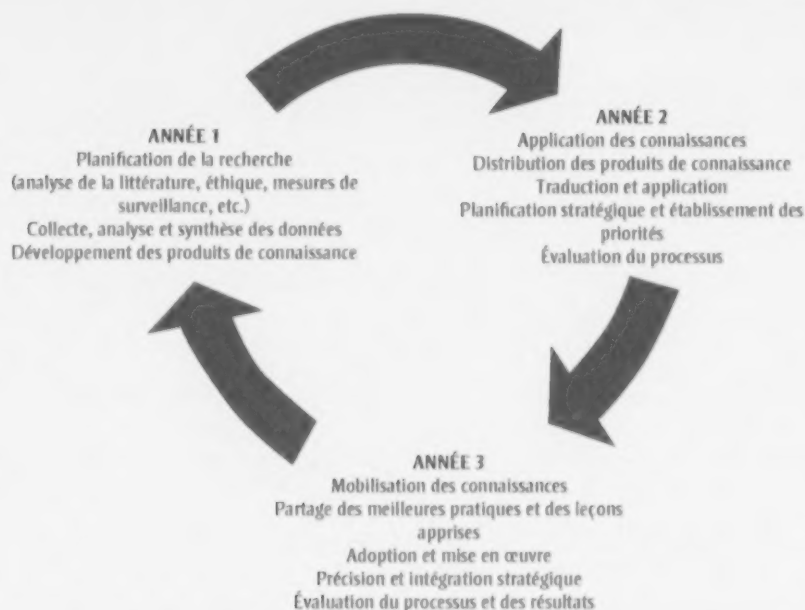 ANNÉE 1
Planification de la recherche
(analyse de la littérature, éthique, mesures de
surveillance, etc.)
Collecte, analyse et synthèse des données
Développement des produits de connaissance
ANNÉE 2
Application des connaissances
Distribution des produits de connaissance
Traduction et application
Planification stratégique et établissement des
priorités
Évaluation du processus
ANNÉE 3
Mobilisation des connaissances
Partage des meilleures pratiques et des leçons
apprises
Adoption et mise en œuvre
Précision et intégration stratégique
Évaluation du processus et des résultats